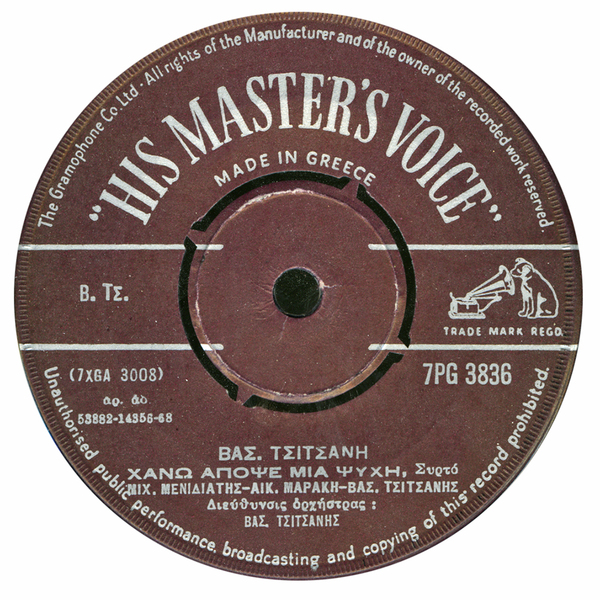 The Gramophone Co. Ltd · All rights of the Manufacturer and of the owner of the recorded work reserved.
"HIS MASTER'S VOICE"
MADE IN GREECE
Β. Τς.
TRADE MARK REGD.
(7XGA 3008)
7PG 3836
αρ. άδ
53882-14356-68
ΒΑΣ. ΤΣΙΤΣΑΝΗ
ΧΑΝΩ ΑΠΟΨΕ ΜΙΑ ΨΥΧΗ, Συρτό
ΜΙΧ. ΜΕΝΙΔΙΑΤΗΣ-ΑΙΚ. ΜΑΡΑΚΗ-ΒΑΣ. ΤΣΙΤΣΑΝΗΣ
Διεύθυνσις ὀρχήστρας :
ΒΑΣ. ΤΣΙΤΣΑΝΗΣ
Unauthorised public performance, broadcasting and copying of this record prohibited.